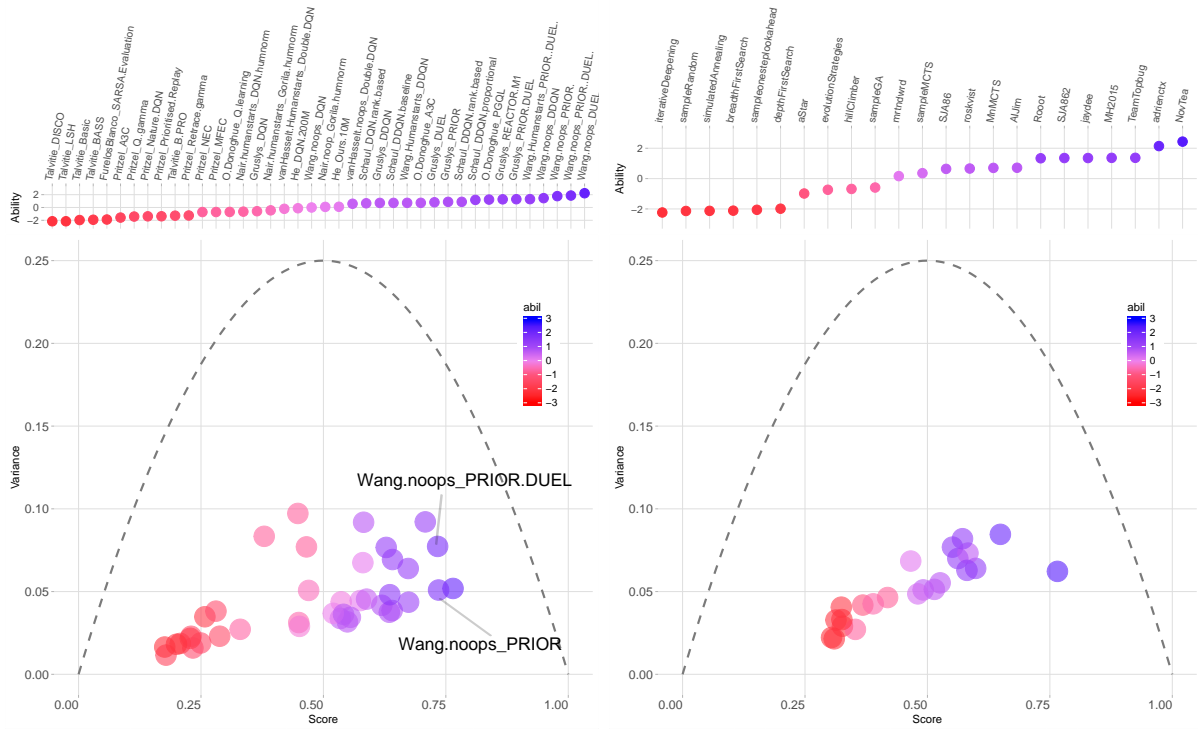 Talvitie_DISCO
Talvitie_LSH
Talvitie_Basic
Talvitie_BASS
FurelosBlanco_SARSA.Evaluation
Pritzel_A3C
Pritzel_Q..gamma
Pritzel_Nature.DQN
Pritzel_Prioritised.Replay
Talvitie_B.PRO
Pritzel_Retrace.gamma
Pritzel_NEC
Pritzel_MFEC
O.Donoghue_Q.learning
Nair.humanstarts_DQN.humnorm
Gruslys_DQN
Nair.humanstarts_Gorila.humnorm
vanHasselt.Humanstarts_Double.DQN
He_DQN.200M
Wang.noops_DQN
Nair.noop_Gorila.humnorm
He_Ours.10M
vanHasselt.noops_Double.DQN
Schaul_DQN.rank.based
Gruslys_DDQN
Schaul_DDQN.baseline
Wang.Humanstarts_DDQN
O.Donoghue_A3C
Gruslys_DUEL
Gruslys_PRIOR
Schaul_DDQN.rank.based
Schaul_DDQN.proportional
O.Donoghue_PGQL
Gruslys_REACTOR.M1
Gruslys_PRIOR.DUEL
Wang.Humanstarts_PRIOR..DUEL
Wang.noops_DDQN
Wang.noops_PRIOR.
Wang.noops_PRIOR..DUEL.
Wang.noops_DUEL
Ability
2
0
−2
0.25
0.20
0.15
0.10
0.05
0.00
Variance
abil
3
2
1
0
−1
−2
−3
Wang.noops_PRIOR.DUEL
Wang.noops_PRIOR
0.00
0.25
0.50
0.75
1.00
Score
iterativeDeepening
sampleRandom
simulatedAnnealing
breadthFirstSearch
sampleonesteplookahead
depthFirstSearch
aStar
evolutionStrategies
hillClimber
sampleGA
mrtndwrd
sampleMCTS
SJA86
roskvist
MnMCTS
AIJim
Rooot
SJA862
jaydee
MH2015
TeamTopbug
adrienctx
NovTea
Ability
2
0
−2
0.25
0.20
0.15
0.10
0.05
0.00
Variance
abil
3
2
1
0
−1
−2
−3
0.00
0.25
0.50
0.75
1.00
Score